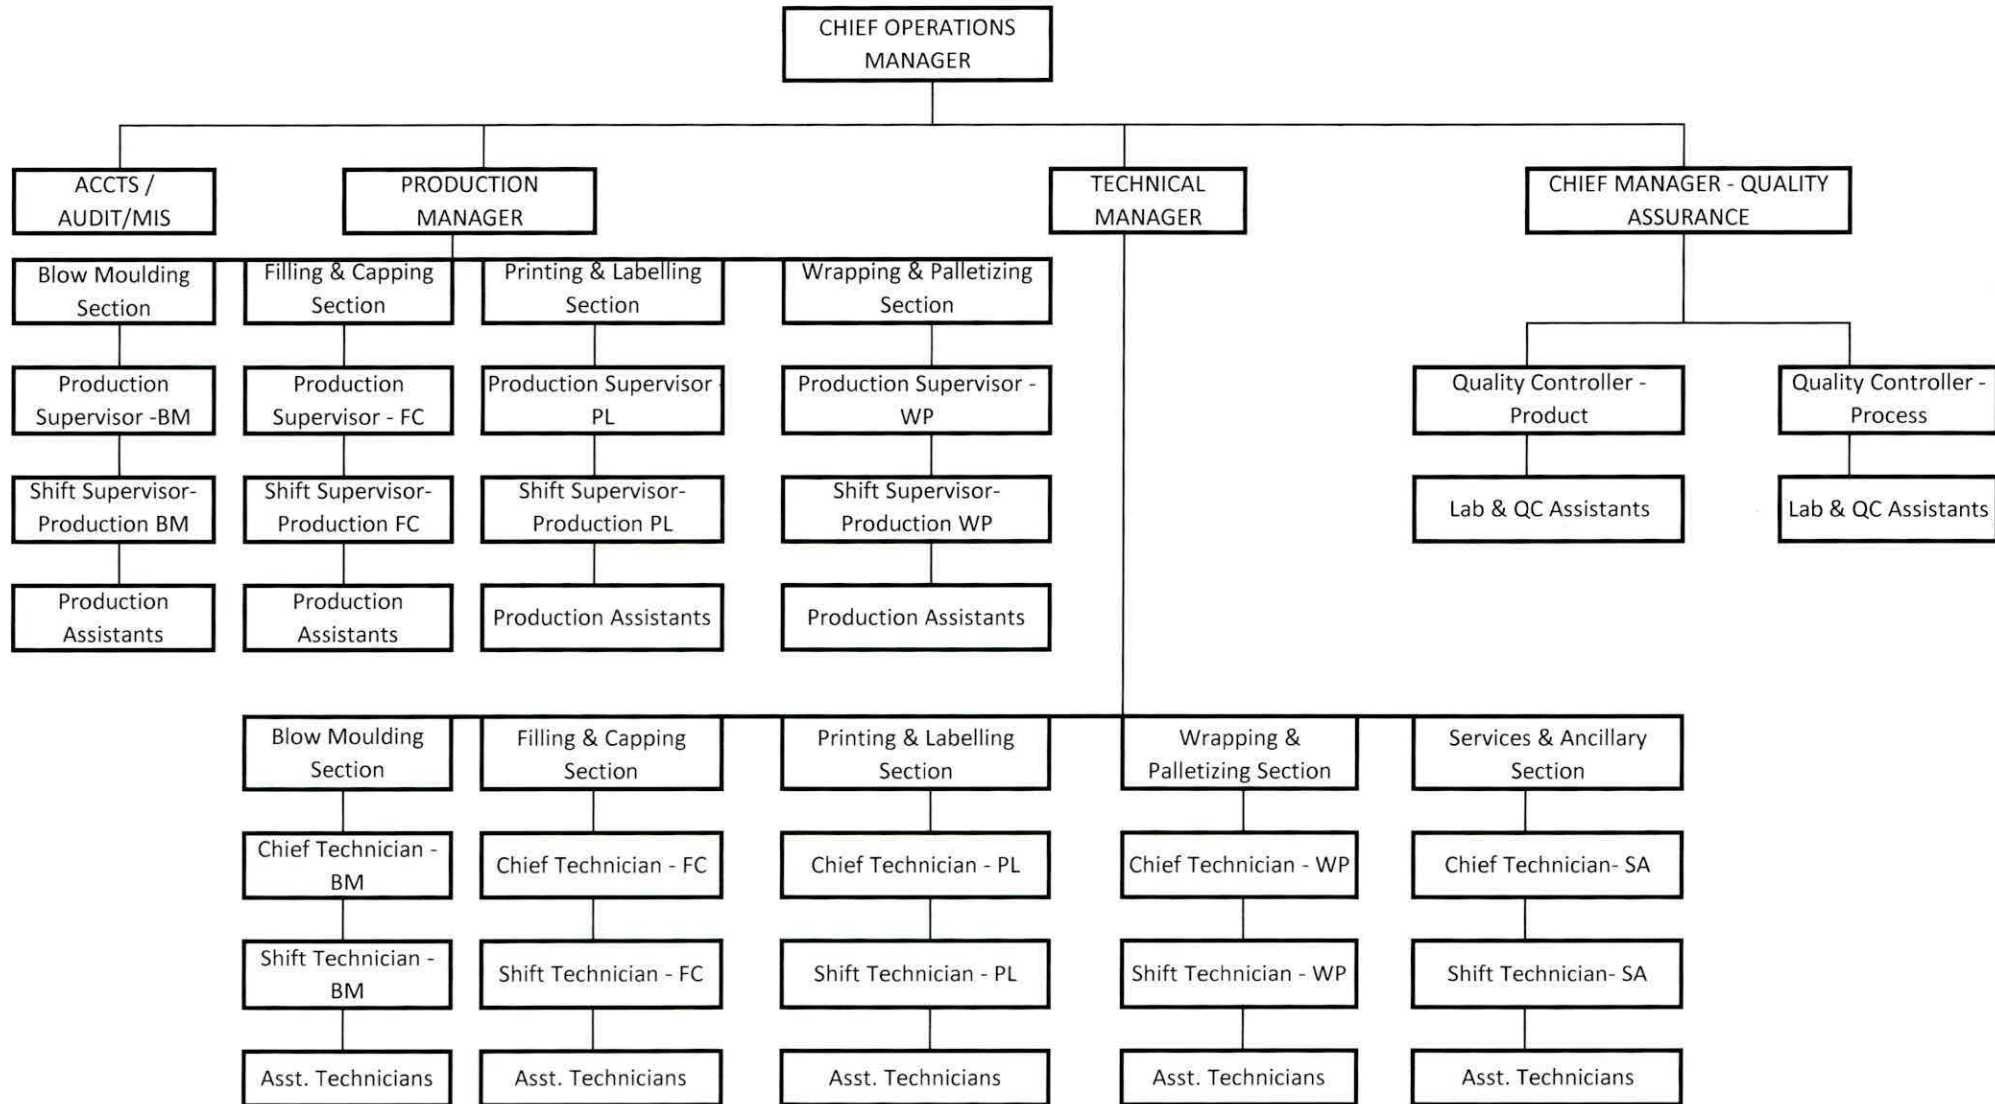 CHIEF OPERATIONS
MANAGER
ACCTS /
AUDIT/MIS
PRODUCTION
MANAGER
TECHNICAL
MANAGER
CHIEF MANAGER - QUALITY
ASSURANCE
Blow Moulding
Section
Filling & Capping
Section
Printing & Labelling
Section
Wrapping & Palletizing
Section
Production
Supervisor -BM
Production
Supervisor - FC
Production Supervisor -
PL
Production Supervisor -
WP
Quality Controller -
Product
Quality Controller -
Process
Shift Supervisor-
Production BM
Shift Supervisor-
Production FC
Shift Supervisor-
Production PL
Shift Supervisor-
Production WP
Lab & QC Assistants
Lab & QC Assistants
Production
Assistants
Production
Assistants
Production Assistants
Production Assistants
Blow Moulding
Section
Filling & Capping
Section
Printing & Labelling
Section
Wrapping &
Palletizing Section
Services & Ancillary
Section
Chief Technician -
BM
Chief Technician - FC
Chief Technician - PL
Chief Technician - WP
Chief Technician- SA
Shift Technician -
BM
Shift Technician - FC
Shift Technician - PL
Shift Technician - WP
Shift Technician- SA
Asst. Technicians
Asst. Technicians
Asst. Technicians
Asst. Technicians
Asst. Technicians